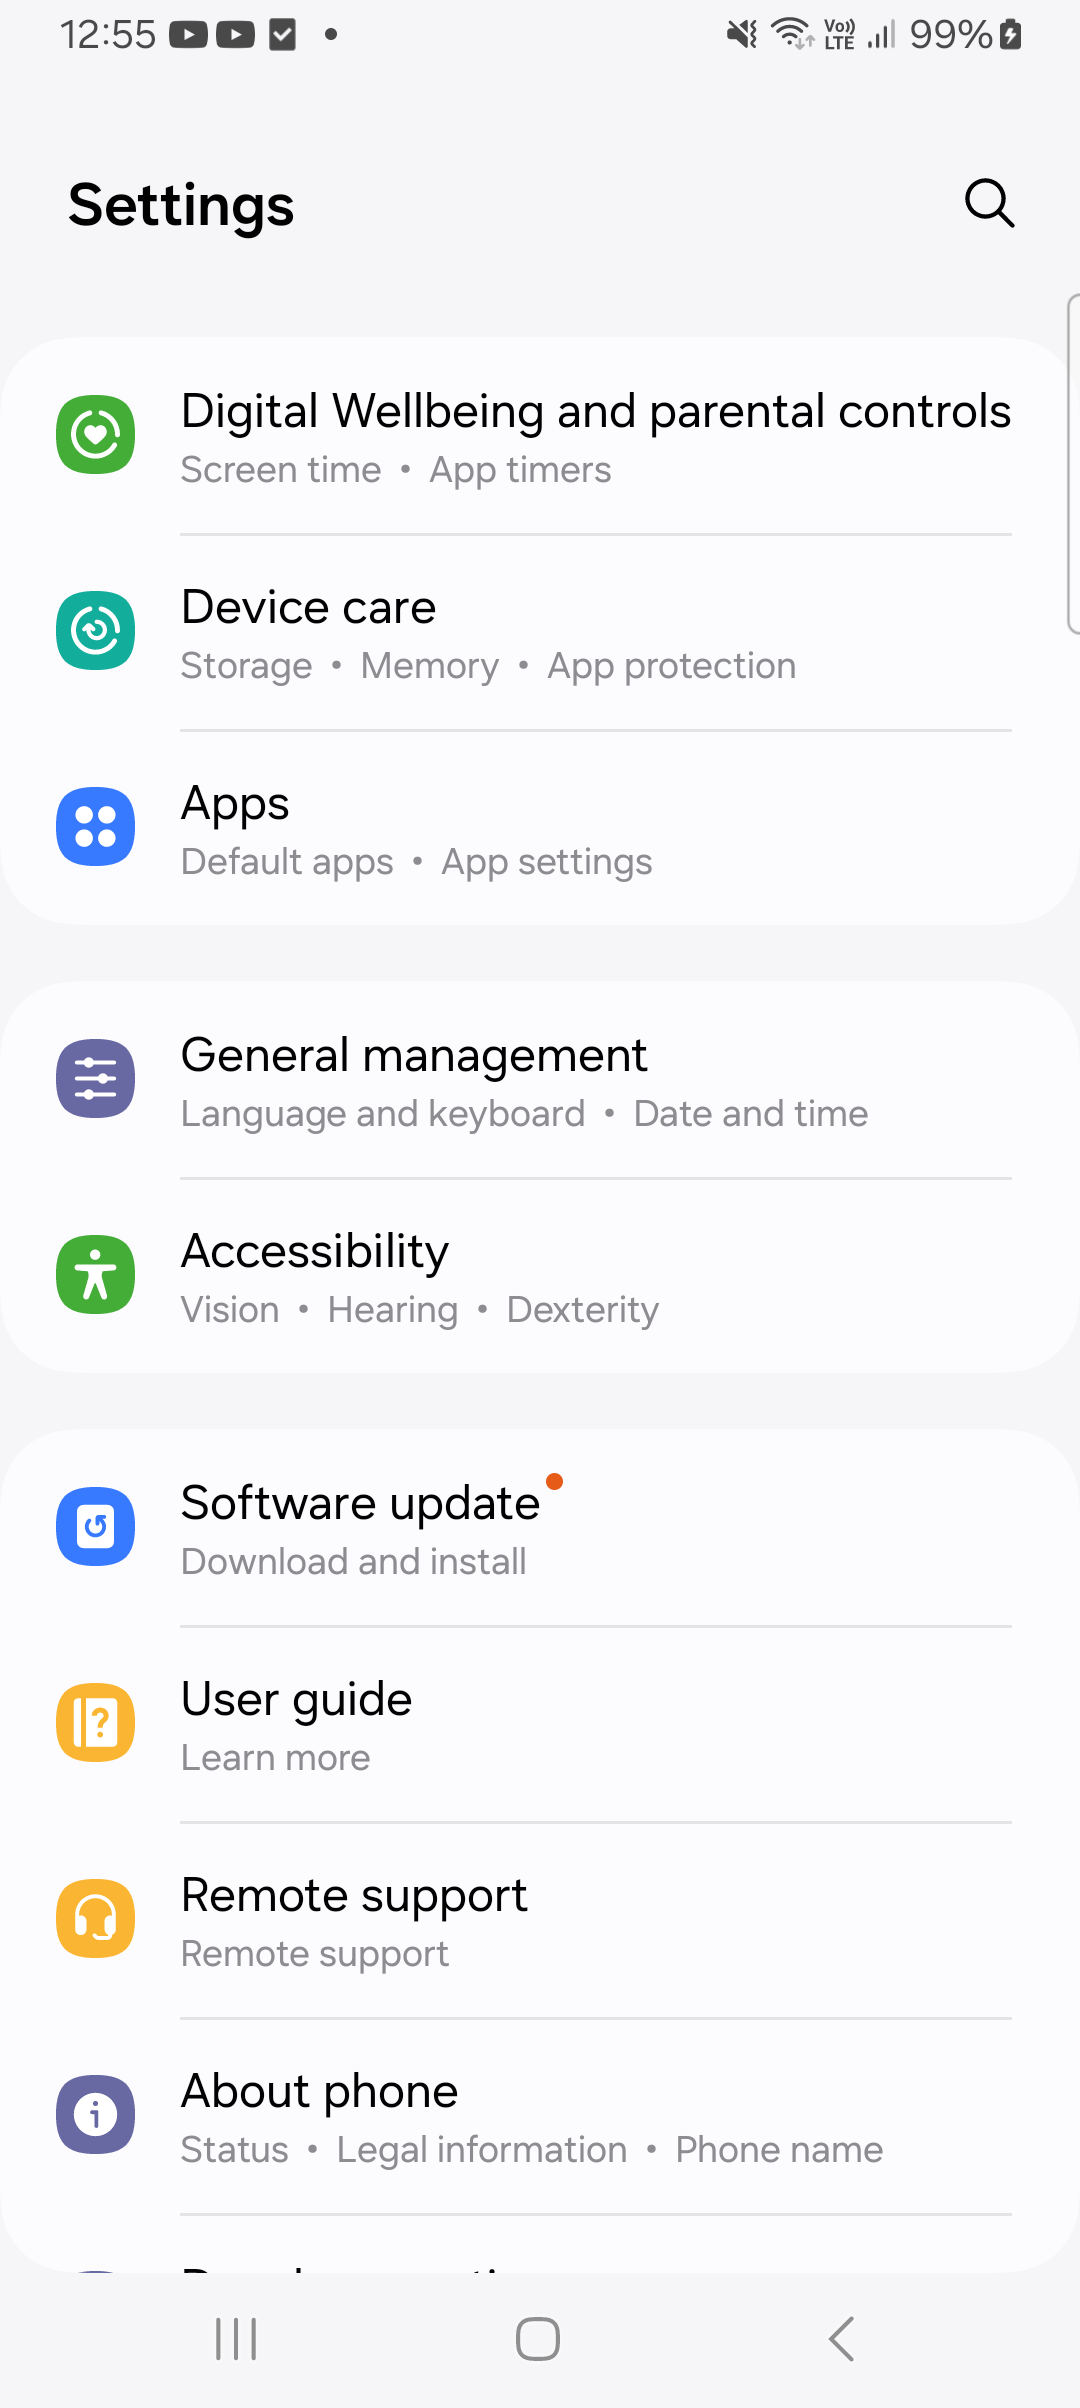 12:55 Vo)) LTE 99%
Settings
Digital Wellbeing and parental controls
Screen time • App timers
Device care
Storage • Memory • App protection
Apps
Default apps • App settings
General management
Language and keyboard • Date and time
Accessibility
Vision • Hearing • Dexterity
Software update
Download and install
User guide
Learn more
Remote support
Remote support
About phone
Status • Legal information • Phone name